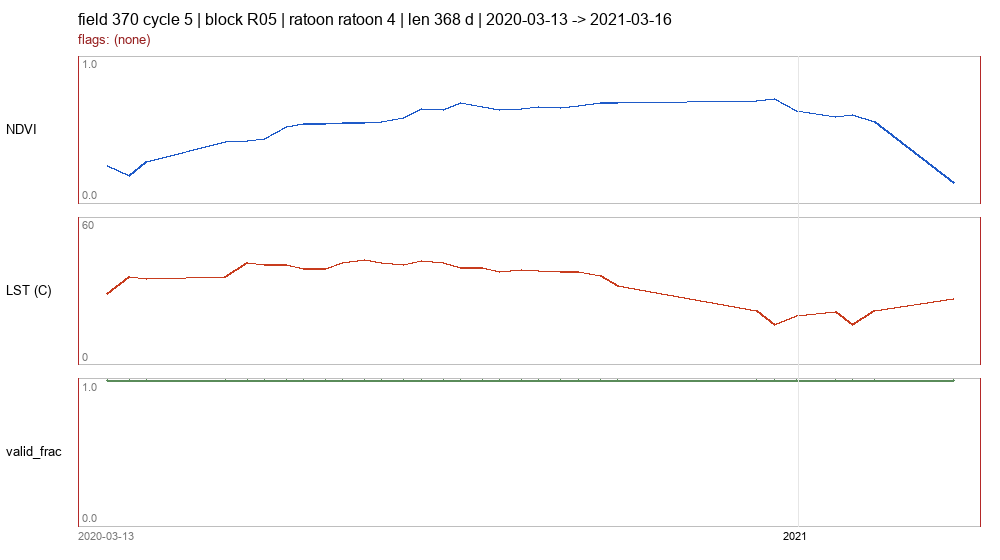 field 370 cycle 5 | block R05 | ratoon ratoon 4 | len 368 d | 2020-03-13 -> 2021-03-16
flags: (none)
1.0
NDVI
0.0
60
LST (C)
0
1.0
valid_frac
0.0
2020-03-13 2021